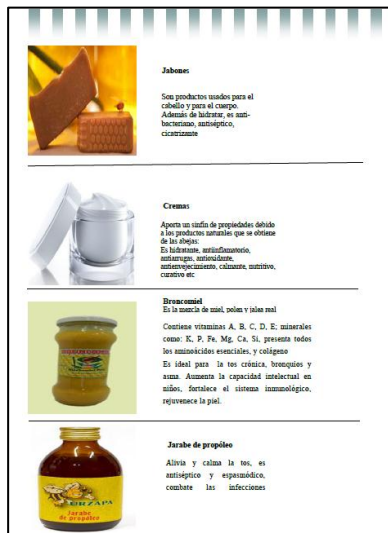 Jabones
Son productos usados para el
cabello y para el cuerpo.
Además de hidratar, es anti-
bacteriano, antiséptico,
cicatrizante
Cremas
Aporta un sinfín de propiedades debido
a los productos naturales que se obtiene
de las abejas:
Es hidratante, antiinflamatorio,
antiarrugas, antioxidante,
antienvejecimiento, calmante, nutritivo,
curativo etc
Broncomiel
Es la mezcla de miel, polen y jalea real
Contiene vitaminas A, B, C, D, E; minerales
como: K, P, Fe, Mg, Ca, Si, presenta todos
los aminoácidos esenciales, y colágeno
Es ideal para la tos crónica, bronquios y
asma. Aumenta la capacidad intelectual en
niños, fortalece el sistema inmunológico,
rejuvenece la piel.
Jarabe de propóleo
Alivia y calma la tos, es
antiséptico y espasmódico,
combate las infecciones
URZAPA
Jarabe
de propóleo